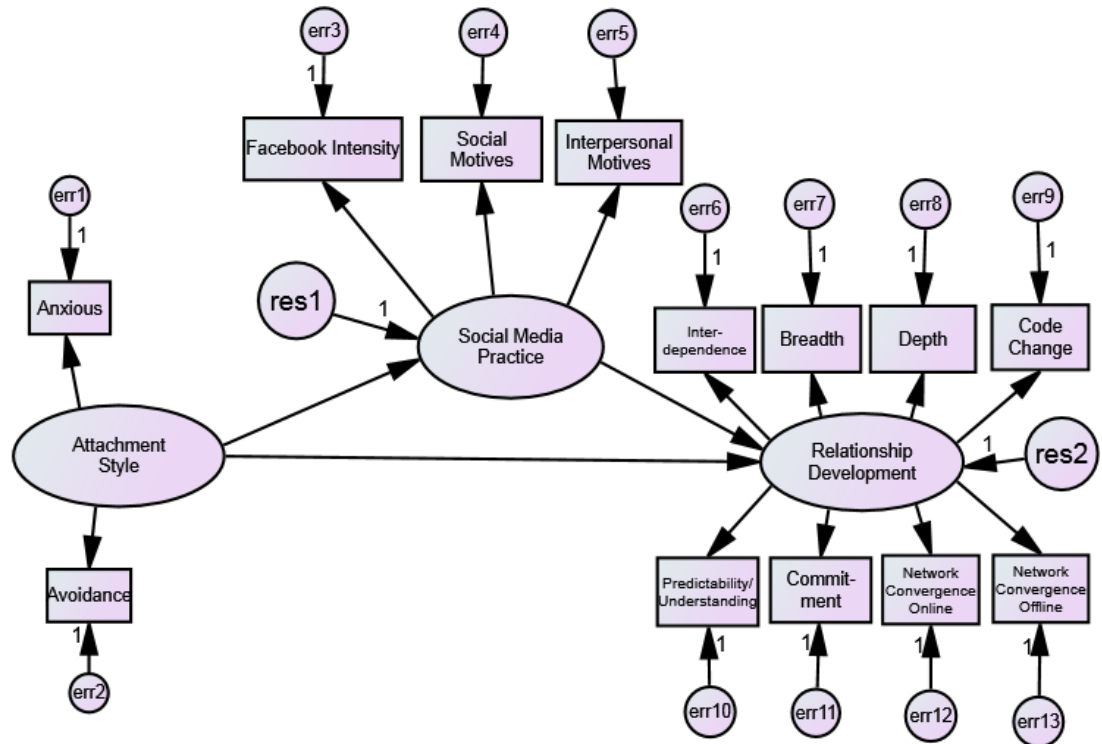 err3
err4
err5
1
Facebook Intensity
Social
Motives
Interpersonal
Motives
err1
1
Anxious
err6
1
err7
1
err8
1
err9
1
res1
1
Social Media
Practice
Inter-
dependence
Breadth
Depth
Code
Change
Attachment
Style
Relationship
Development
1
res2
Avoidance
1
err2
Predictability/
Understanding
Commit-
ment
Network
Convergence
Online
Network
Convergence
Offline
1
1
1
1
err10
err11
err12
err13